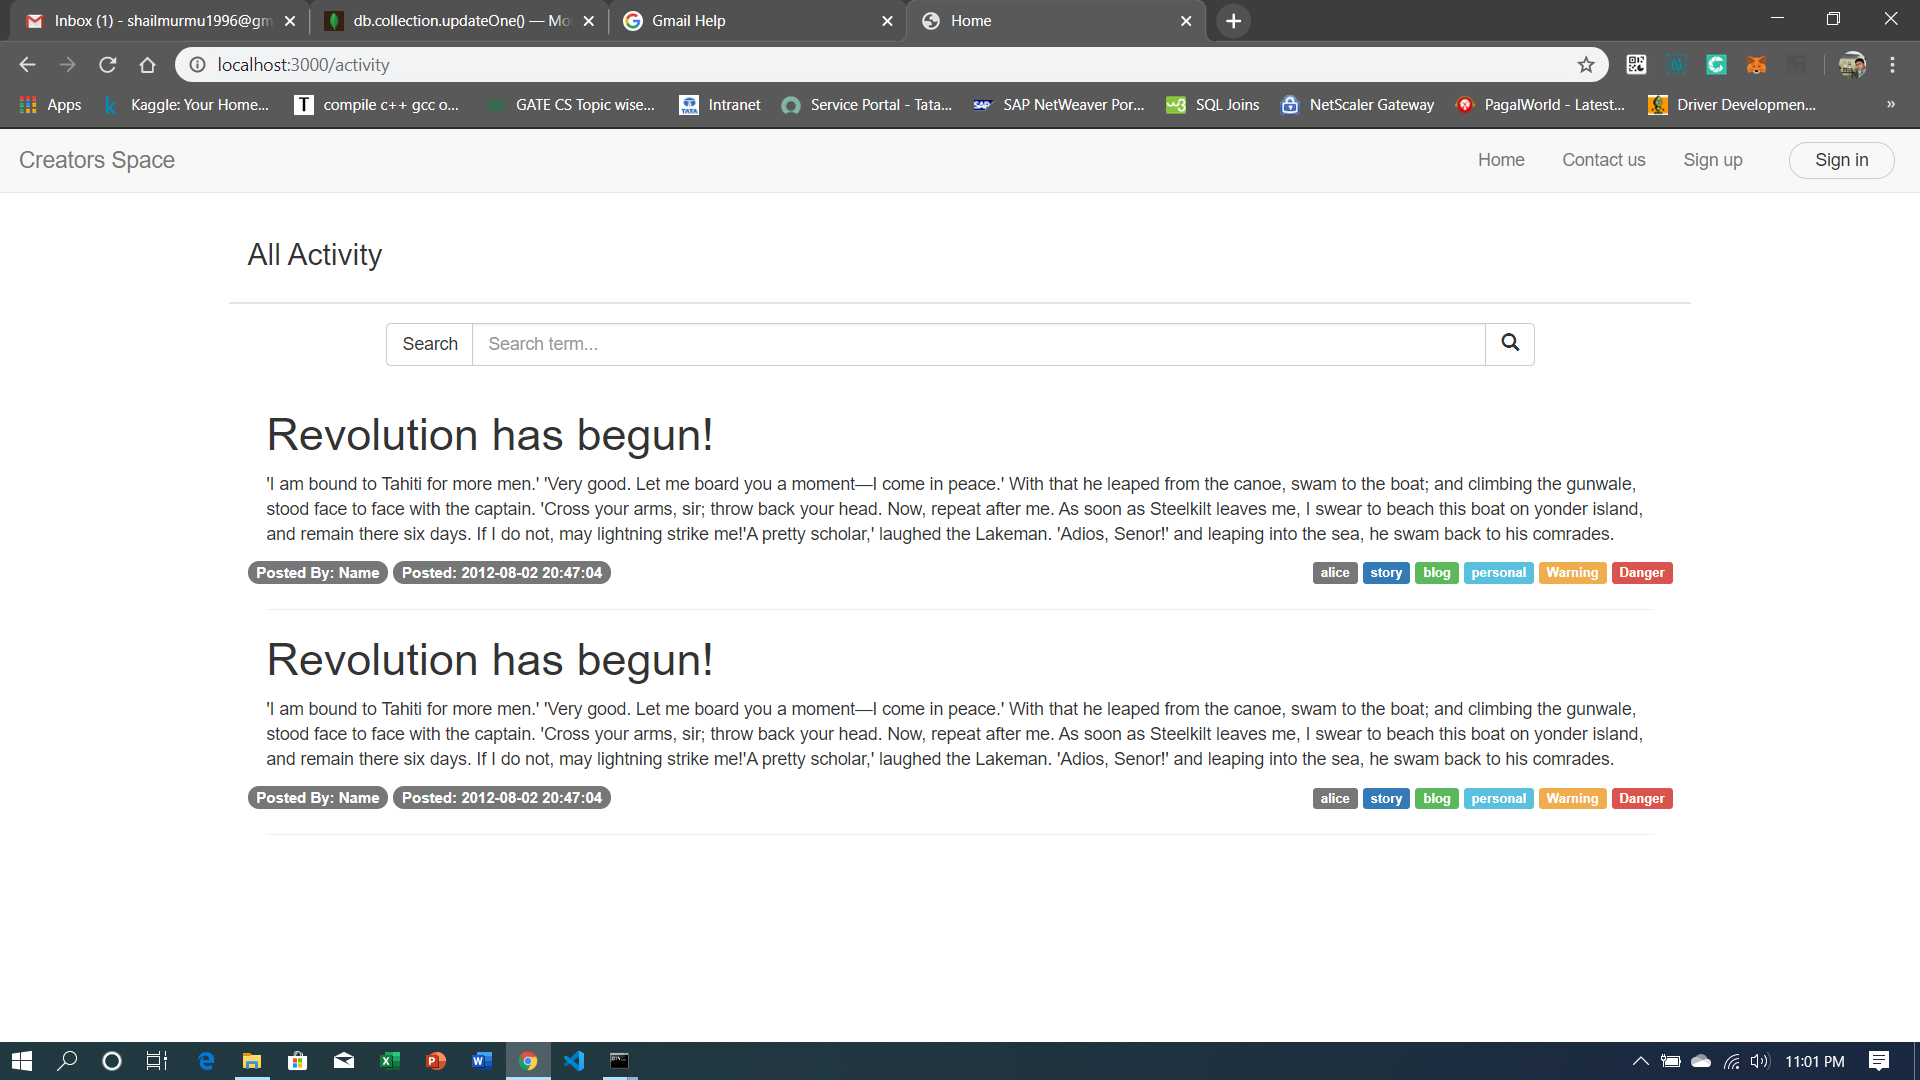 Inbox (1) - shailmurmu1996@gm
db.collection.updateOne() — Mo
Gmail Help
Home
localhost:3000/activity
Apps
Kaggle: Your Home...
compile c++ gcc o...
GATE CS Topic wise...
Intranet
Service Portal - Tata...
SAP NetWeaver Por...
SQL Joins
NetScaler Gateway
PagalWorld - Latest...
Driver Developmen...
»
Creators Space
Home
Contact us
Sign up
Sign in
All Activity
Search
Search term...
Revolution has begun!
'I am bound to Tahiti for more men.' 'Very good. Let me board you a moment—I come in peace.' With that he leaped from the canoe, swam to the boat; and climbing the gunwale,
stood face to face with the captain. 'Cross your arms, sir; throw back your head. Now, repeat after me. As soon as Steelkilt leaves me, I swear to beach this boat on yonder island,
and remain there six days. If I do not, may lightning strike me!'A pretty scholar,' laughed the Lakeman. 'Adios, Senor!' and leaping into the sea, he swam back to his comrades.
Posted By: Name Posted: 2012-08-02 20:47:04 alice story blog personal Warning Danger
Revolution has begun!
'I am bound to Tahiti for more men.' 'Very good. Let me board you a moment—I come in peace.' With that he leaped from the canoe, swam to the boat; and climbing the gunwale,
stood face to face with the captain. 'Cross your arms, sir; throw back your head. Now, repeat after me. As soon as Steelkilt leaves me, I swear to beach this boat on yonder island,
and remain there six days. If I do not, may lightning strike me!'A pretty scholar,' laughed the Lakeman. 'Adios, Senor!' and leaping into the sea, he swam back to his comrades.
Posted By: Name Posted: 2012-08-02 20:47:04 alice story blog personal Warning Danger
11:01 PM